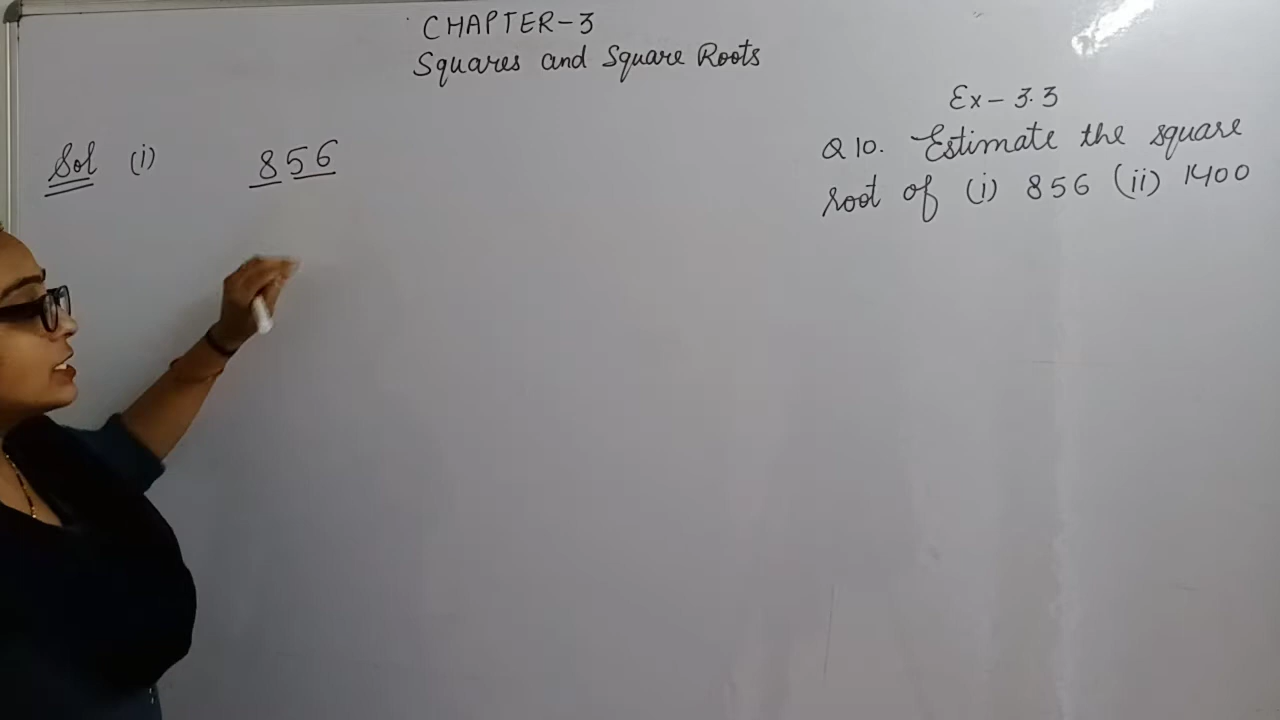 CHAPTER-3
Squares and Square Roots
Ex-3.3
Q10. Estimate the square
root of (i) 856 (ii) 1400
Sol (i) 856